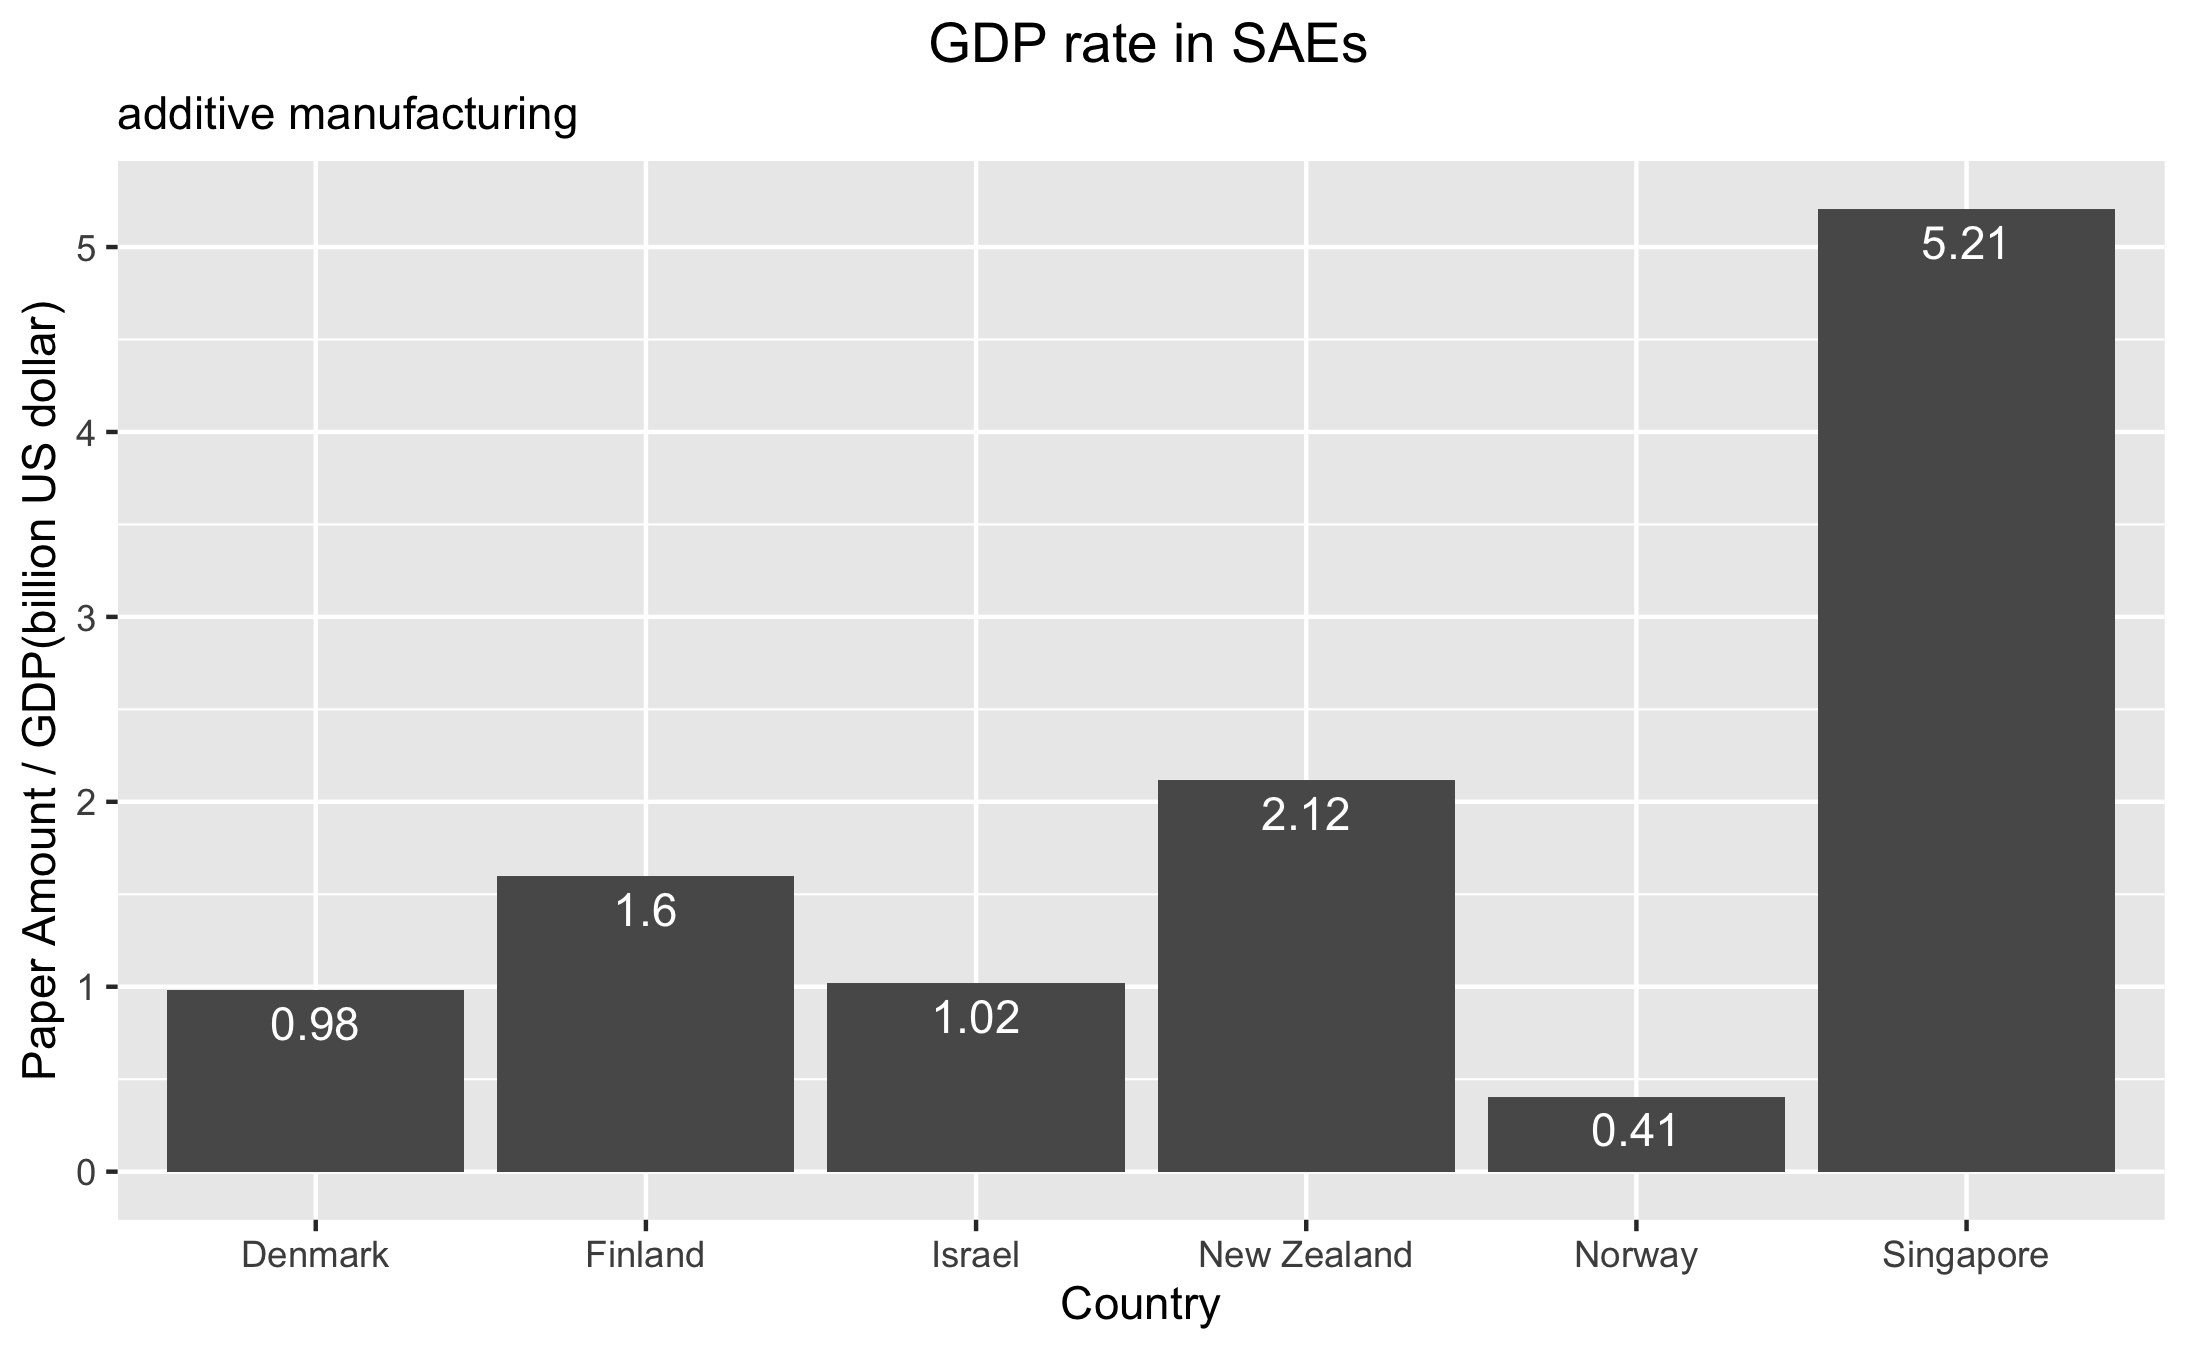 GDP rate in SAEs
additive manufacturing
Paper Amount / GDP(billion US dollar)
5
4
3
2
1
0
0.98
1.6
1.02
2.12
0.41
5.21
Denmark
Finland
Israel
New Zealand
Norway
Singapore
Country